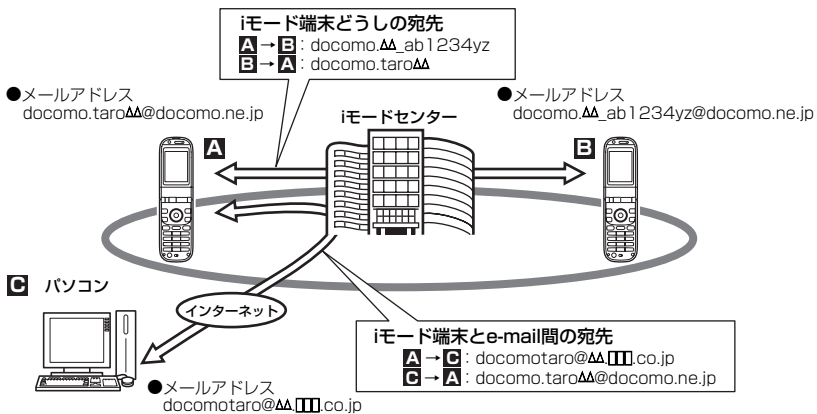 iモード端末どうしの宛先
A→B：docomo.△△_ab1234yz
B→A：docomo.taro△△
●メールアドレス
docomo.taro△△@docomo.ne.jp
iモードセンター
●メールアドレス
docomo.△△_ab1234yz@docomo.ne.jp
A
B
C パソコン
インターネット
iモード端末とe-mail間の宛先
A→C：docomotaro@△△.□□□.co.jp
C→A：docomo.taro△△@docomo.ne.jp
●メールアドレス
docomotaro@△△.□□□.co.jp